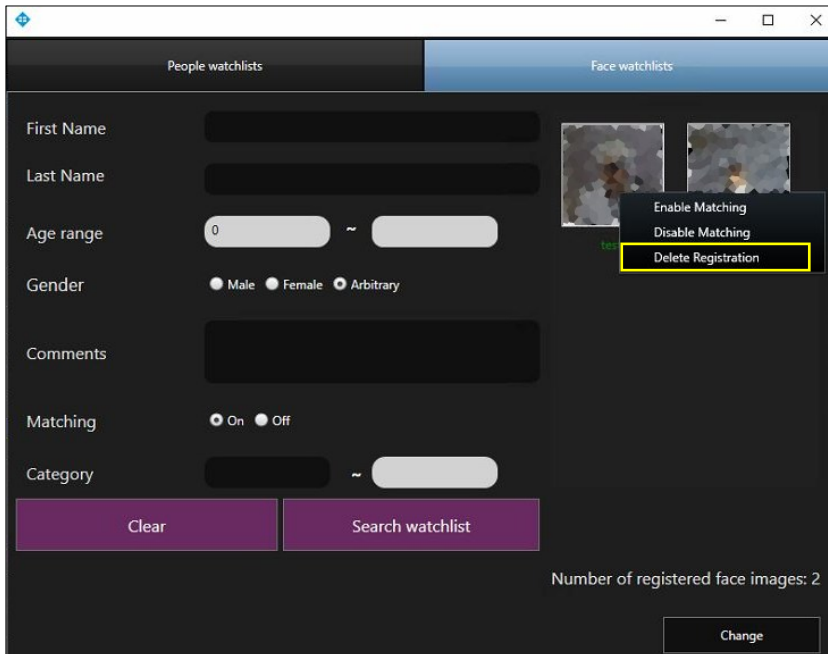 People watchlists
Face watchlists
First Name
Last Name
Age range
0
~
Gender
Male
Female
Arbitrary
Comments
Matching
On
Off
Category
~
Clear
Search watchlist
Enable Matching
Disable Matching
Delete Registration
Number of registered face images: 2
Change